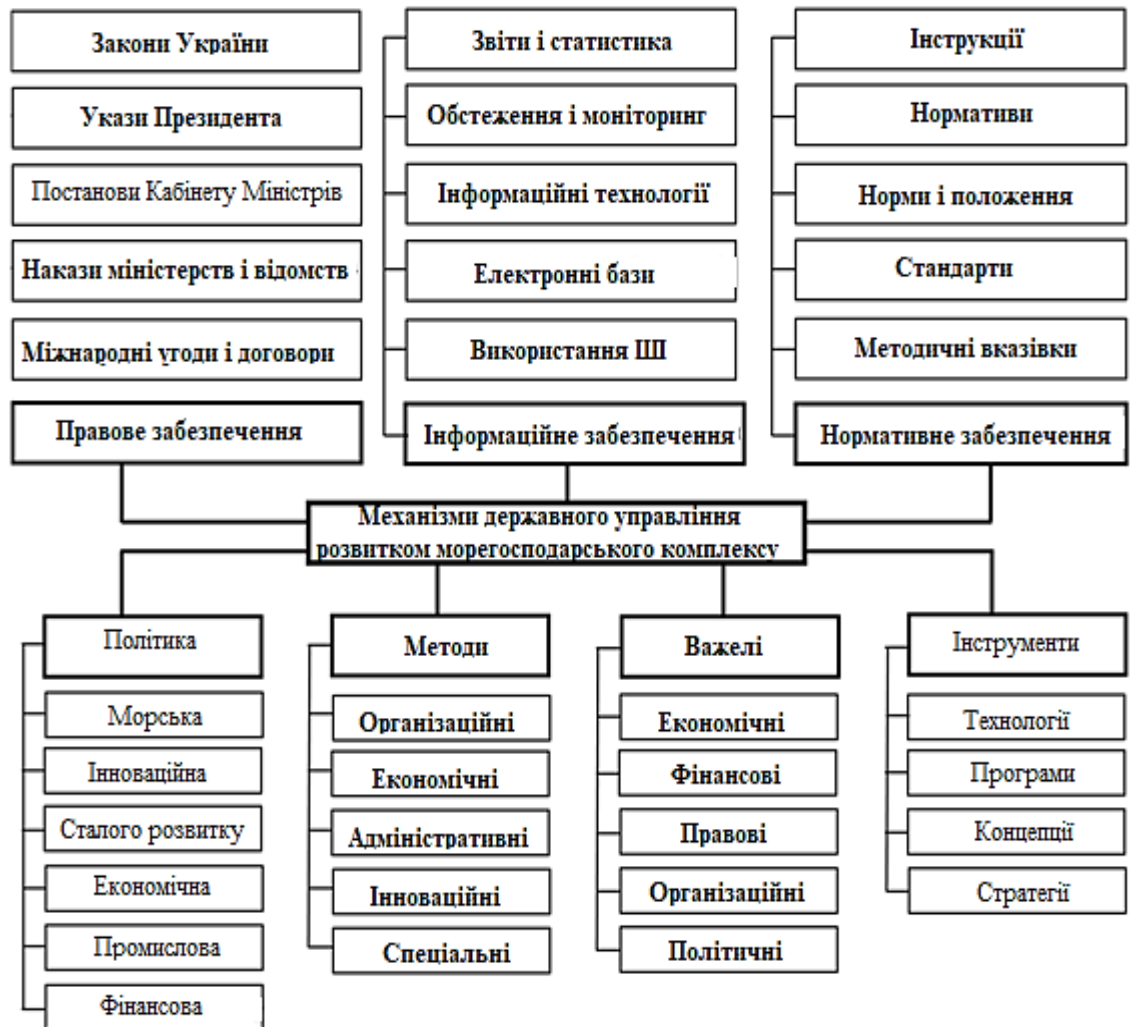 Закони України
Укази Президента
Постанови Кабінету Міністрів
Накази міністерств і відомств
Міжнародні угоди і договори
Правове забезпечення
Звіти і статистика
Обстеження і моніторинг
Інформаційні технології
Електронні бази
Використання ШІ
Інформаційне забезпечення
Інструкції
Нормативи
Норми і положення
Стандарти
Методичні вказівки
Нормативне забезпечення
Механізми державного управління
розвитком морегосподарського комплексу
Політика
Морська
Інноваційна
Сталого розвитку
Економічна
Промислова
Фінансова
Методи
Організаційні
Економічні
Адміністративні
Інноваційні
Спеціальні
Важелі
Економічні
Фінансові
Правові
Організаційні
Політичні
Інструменти
Технології
Програми
Концепції
Стратегії